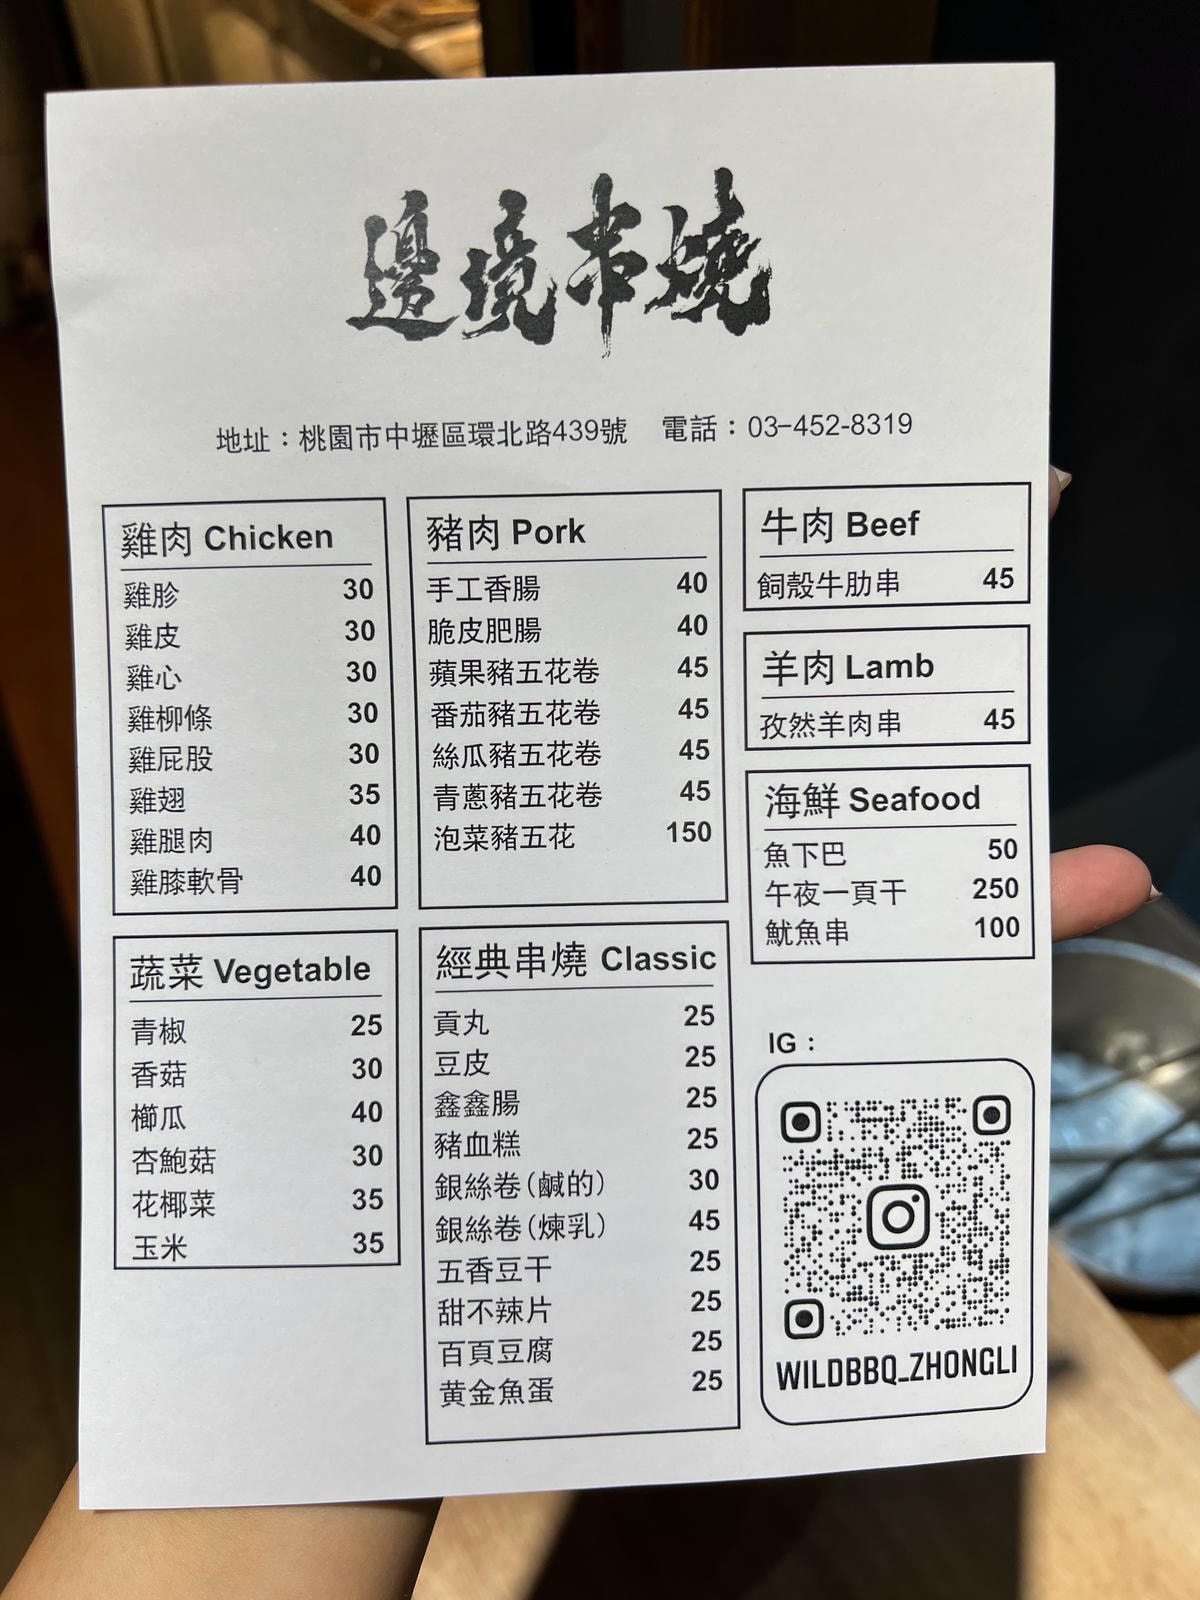 邊境串燒
地址：桃園市中壢區環北路439號 電話：03-452-8319
雞肉 Chicken
雞胗 30
雞皮 30
雞心 30
雞柳條 30
雞屁股 30
雞翅 35
雞腿肉 40
雞膝軟骨 40
豬肉 Pork
手工香腸 40
脆皮肥腸 40
蘋果豬五花卷 45
番茄豬五花卷 45
絲瓜豬五花卷 45
青蔥豬五花卷 45
泡菜豬五花 150
牛肉 Beef
飼殼牛肋串 45
羊肉 Lamb
孜然羊肉串 45
海鮮 Seafood
魚下巴 50
午夜一頁干 250
魷魚串 100
蔬菜 Vegetable
青椒 25
香菇 30
櫛瓜 40
杏鮑菇 30
花椰菜 35
玉米 35
經典串燒 Classic
貢丸 25
豆皮 25
鑫鑫腸 25
豬血糕 25
銀絲卷(鹹的) 30
銀絲卷(煉乳) 45
五香豆干 25
甜不辣片 25
百頁豆腐 25
黃金魚蛋 25
IG：
WILDBBQ_ZHONGLI